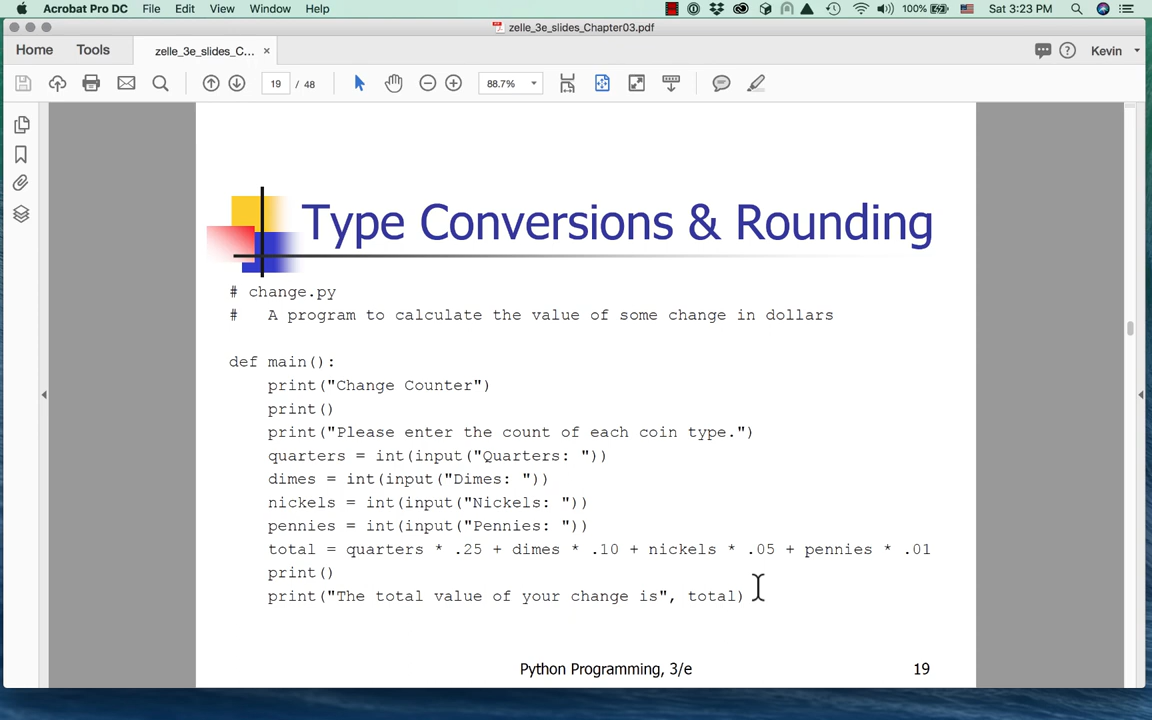 Acrobat Pro DC File Edit View Window Help 100% Sat 3:23 PM
zelle_3e_slides_Chapter03.pdf
Home Tools zelle_3e_slides_C... × Kevin
19 / 48 88.7%
Type Conversions & Rounding
# change.py
#   A program to calculate the value of some change in dollars
def main():
    print("Change Counter")
    print()
    print("Please enter the count of each coin type.")
    quarters = int(input("Quarters: "))
    dimes = int(input("Dimes: "))
    nickels = int(input("Nickels: "))
    pennies = int(input("Pennies: "))
    total = quarters * .25 + dimes * .10 + nickels * .05 + pennies * .01
    print()
    print("The total value of your change is", total)
Python Programming, 3/e 19